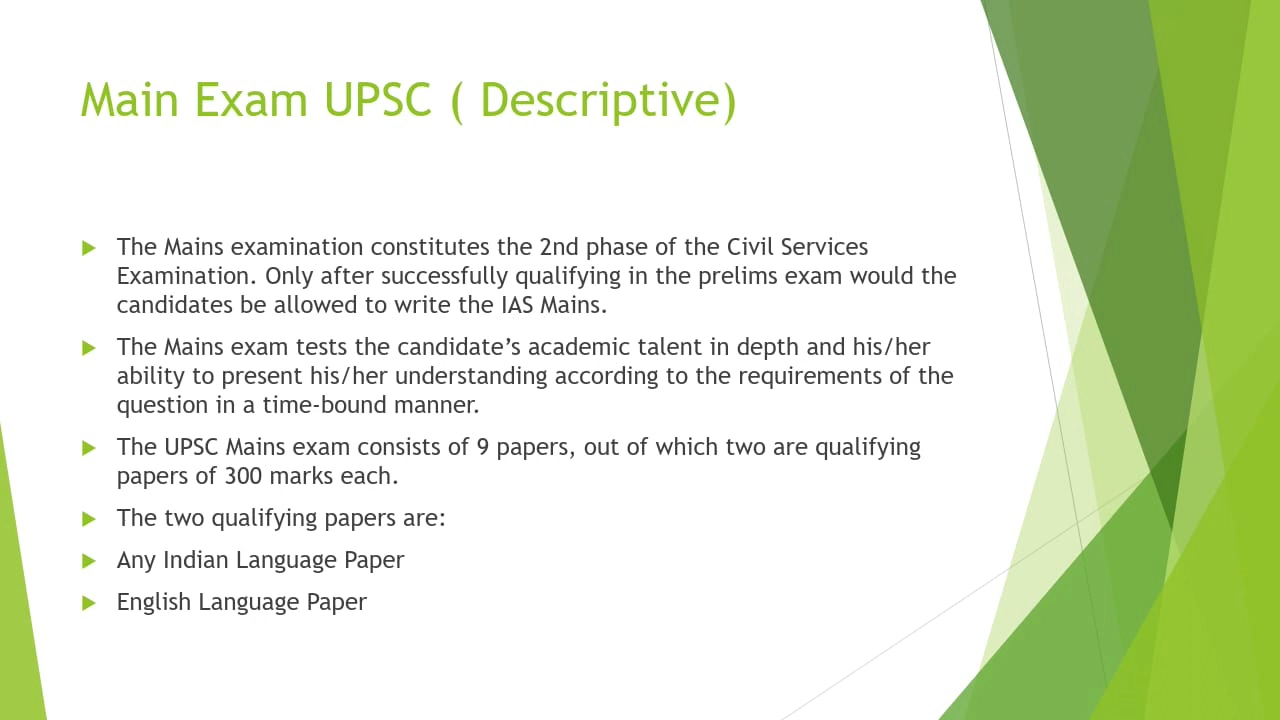 Main Exam UPSC ( Descriptive)
The Mains examination constitutes the 2nd phase of the Civil Services
Examination. Only after successfully qualifying in the prelims exam would the
candidates be allowed to write the IAS Mains.
The Mains exam tests the candidate’s academic talent in depth and his/her
ability to present his/her understanding according to the requirements of the
question in a time-bound manner.
The UPSC Mains exam consists of 9 papers, out of which two are qualifying
papers of 300 marks each.
The two qualifying papers are:
Any Indian Language Paper
English Language Paper